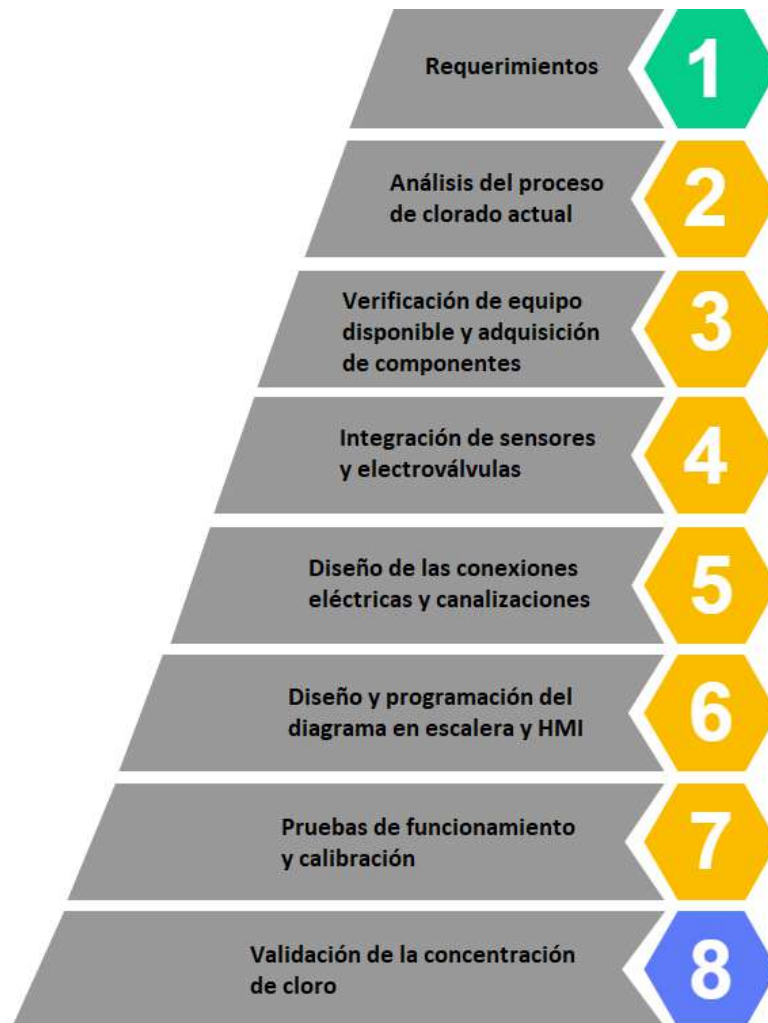 Requerimientos
1
Análisis del proceso
de clorado actual
2
Verificación de equipo
disponible y adquisición
de componentes
3
Integración de sensores
y electroválvulas
4
Diseño de las conexiones
eléctricas y canalizaciones
5
Diseño y programación del
diagrama en escalera y HMI
6
Pruebas de funcionamiento
y calibración
7
Validación de la concentración
de cloro
8